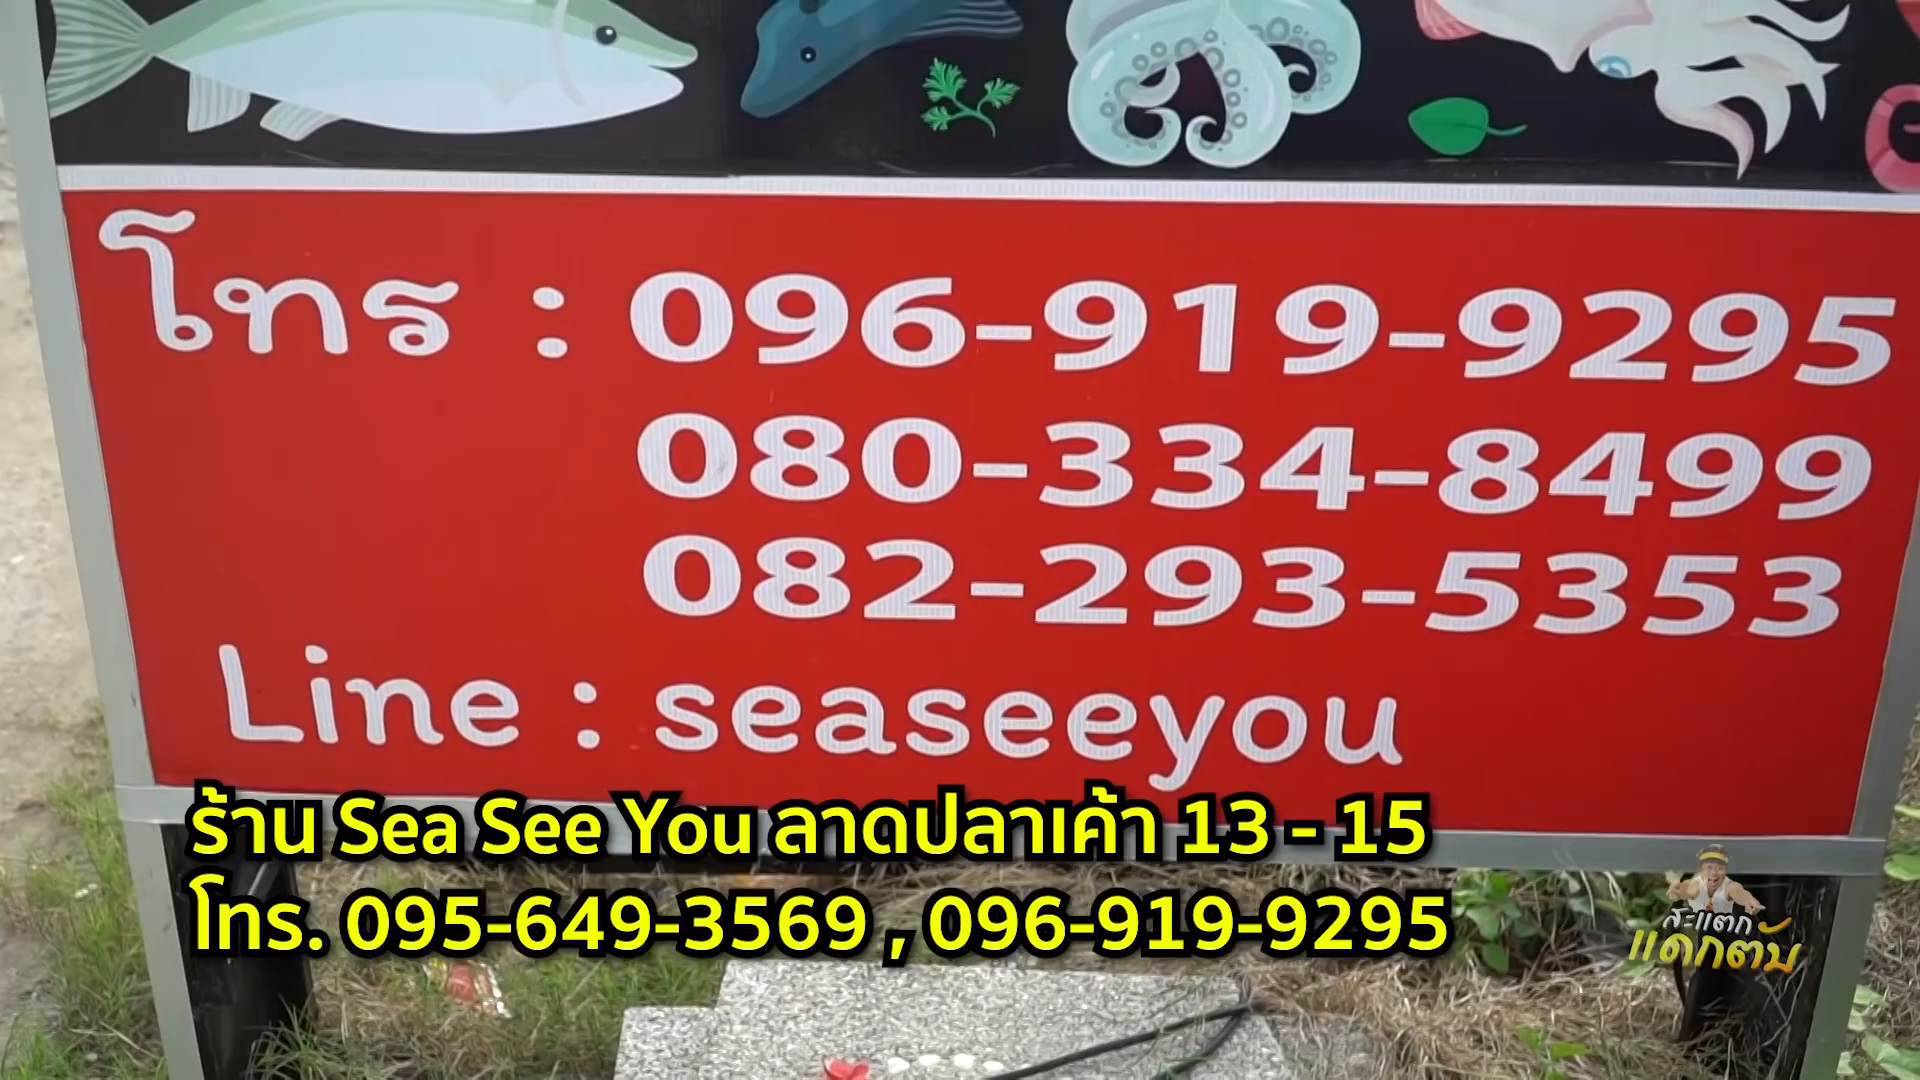 โทร : 096-919-9295
080-334-8499
082-293-5353
Line : seaseeyou
ร้าน Sea See You ลาดปลาเค้า 13 - 15
โทร. 095-649-3569 , 096-919-9295
สะแตก
แดกตับ